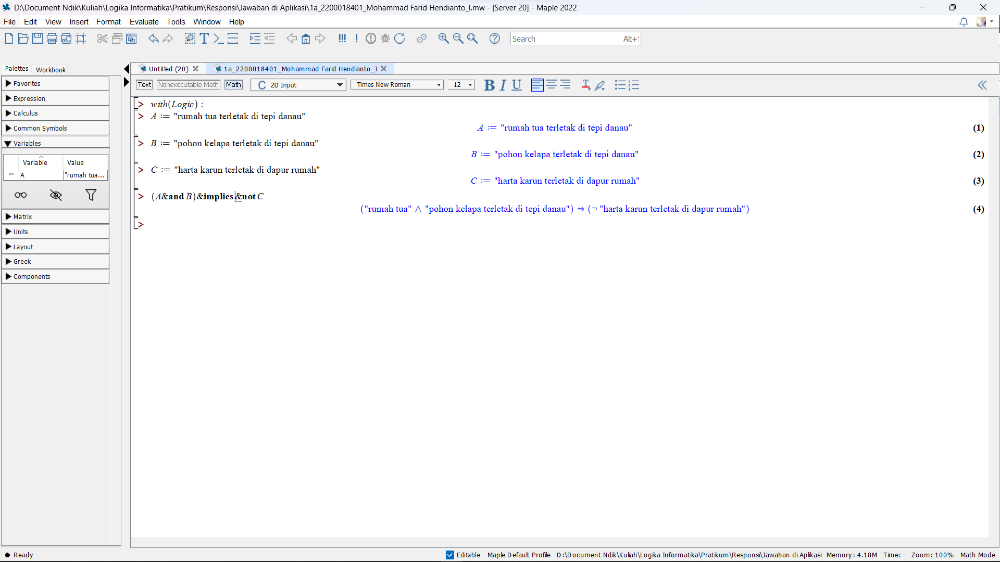 D:\Document Ndik\Kuliah\Logika Informatika\Pratikum\Responsi\Jawaban di Aplikasi\1a_2200018401_Mohammad Farid Hendianto_I.mw - [Server 20] - Maple 2022
File Edit View Insert Format Evaluate Tools Window Help
Search Alt+S
Palettes Workbook
Untitled (20) 1a_2200018401_Mohammad Farid Hendianto_I
Text Nonexecutable Math Math C 2D Input Times New Roman 12 B I U
Favorites
Expression
Calculus
Common Symbols
Variables
Variable Value
A "rumah tua...
Matrix
Units
Layout
Greek
Components
> with(Logic) :
> A := "rumah tua terletak di tepi danau"
A := "rumah tua terletak di tepi danau" (1)
> B := "pohon kelapa terletak di tepi danau"
B := "pohon kelapa terletak di tepi danau" (2)
> C := "harta karun terletak di dapur rumah"
C := "harta karun terletak di dapur rumah" (3)
> (A&and B)&implies &not C
("rumah tua" ∧ "pohon kelapa terletak di tepi danau") ⇒ (¬ "harta karun terletak di dapur rumah") (4)
>
Ready Editable Maple Default Profile D:\Document Ndik\Kuliah\Logika Informatika\Pratikum\Responsi\Jawaban di Aplikasi Memory: 4.18M Time: - Zoom: 100% Math Mode